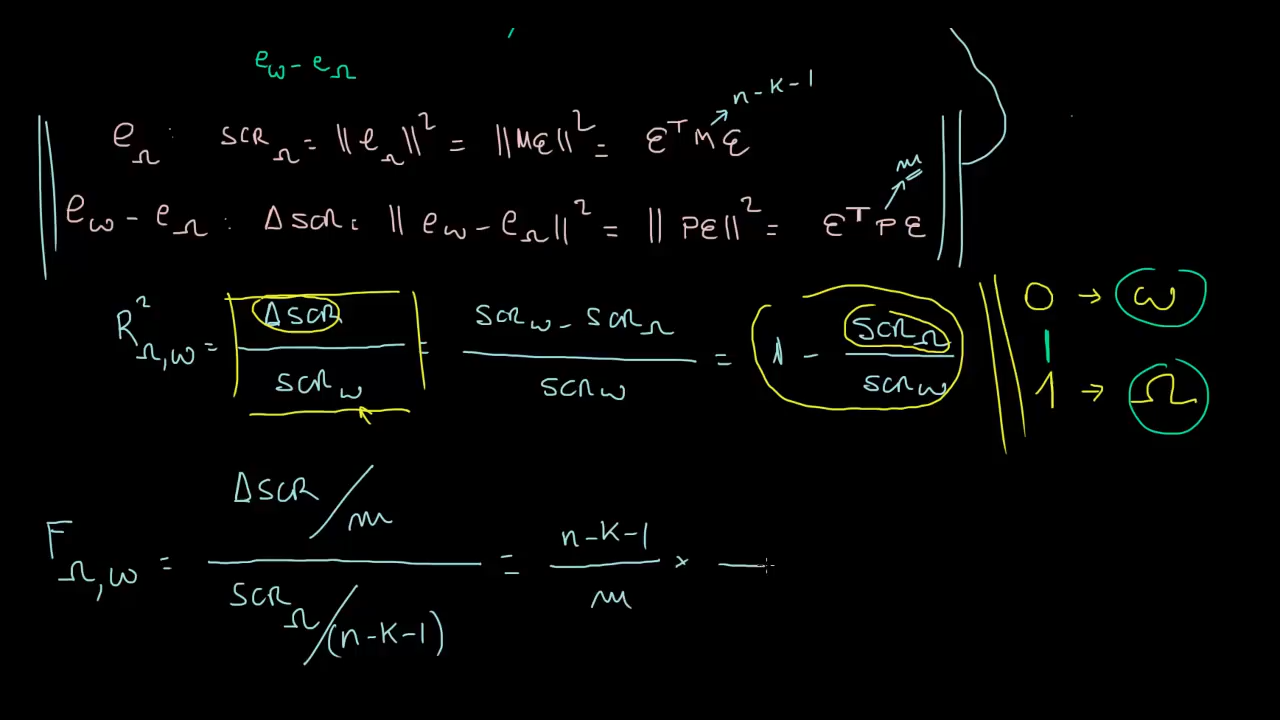 e_ω - e_Ω
n-k-1
e_Ω : SCR_Ω = ||e_Ω||² = ||Mε||² = ε^T M ε
m
e_ω - e_Ω : ΔSCR = ||e_ω - e_Ω||² = ||Pε||² = ε^T P ε
R²_Ω,ω = ΔSCR / SCR_ω = (SCR_ω - SCR_Ω) / SCR_ω = 1 - SCR_Ω / SCR_ω
0 → ω
1 → Ω
F_Ω,ω = (ΔSCR/m) / (SCR_Ω/(n-k-1)) = (n-k-1)/m ×